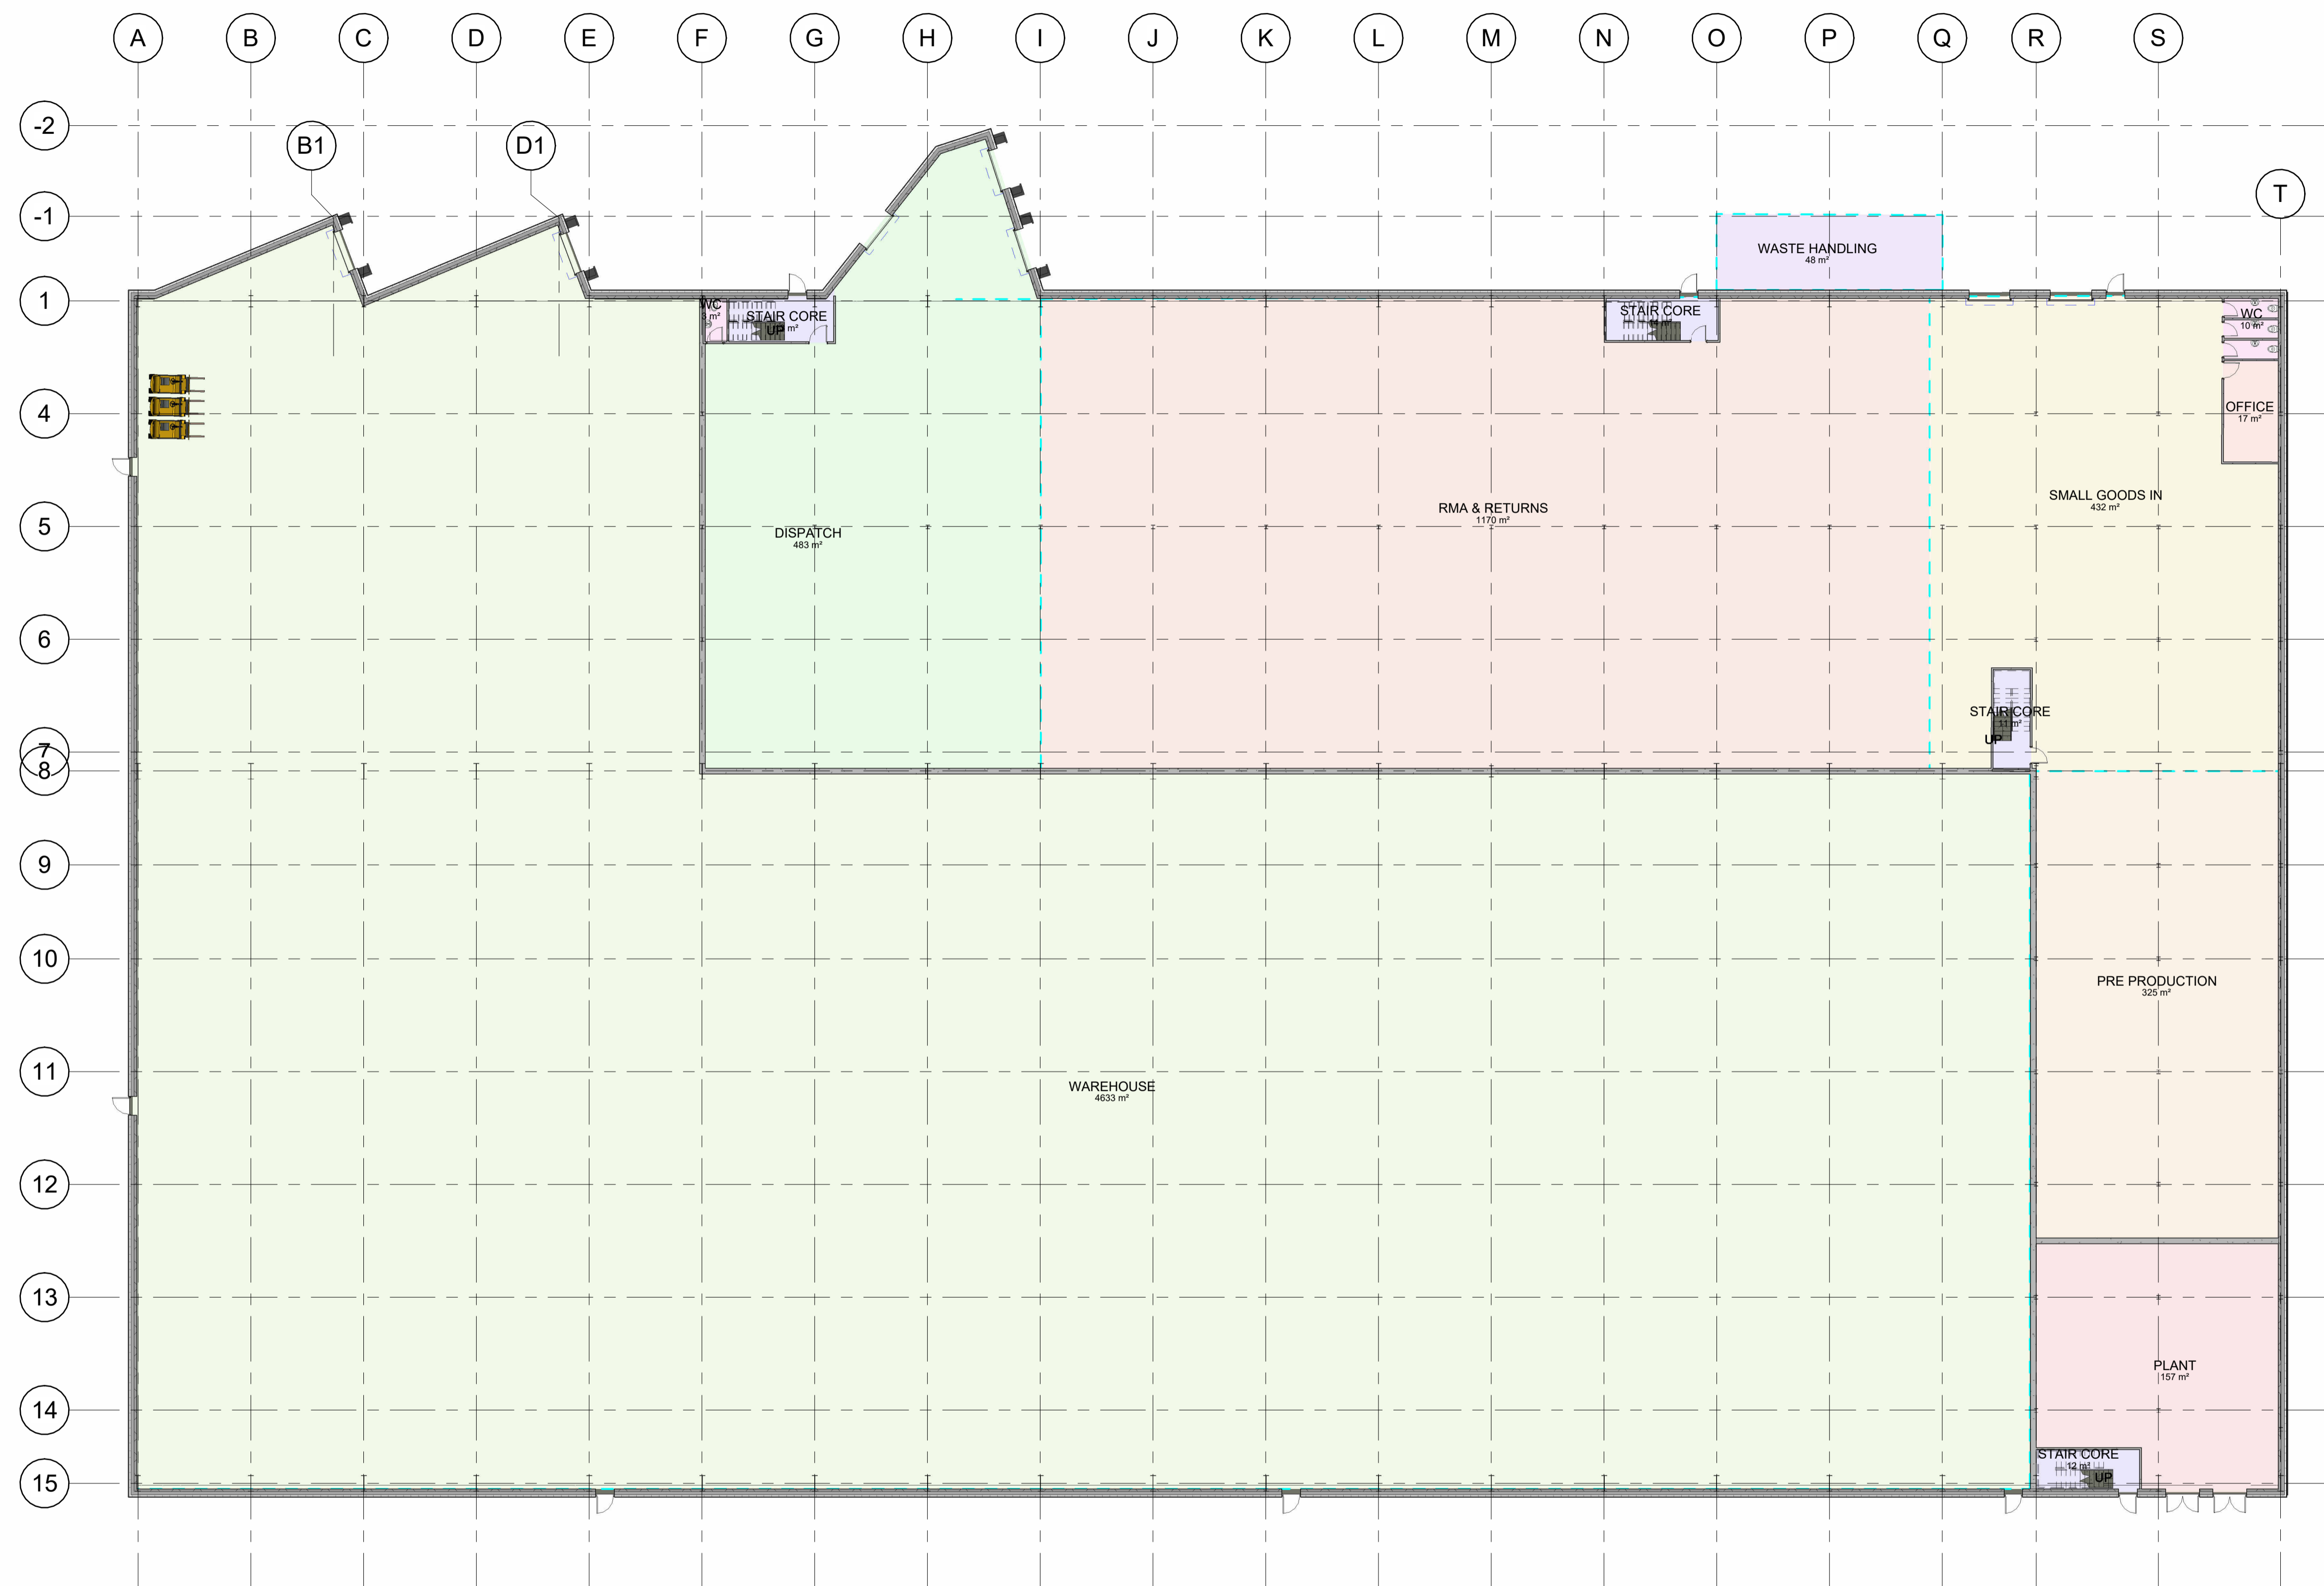 A B C D E F G H I J K L M N O P Q R S
-2
B1 D1
T
-1
WASTE HANDLING
48 m²
1
WC
3 m²
STAIR CORE
m²
UP
STAIR CORE
WC
10 m²
4
OFFICE
17 m²
SMALL GOODS IN
432 m²
RMA & RETURNS
1170 m²
5
DISPATCH
483 m²
6
STAIR CORE
11 m²
UP
7
8
9
10
PRE PRODUCTION
325 m²
11
WAREHOUSE
4633 m²
12
13
PLANT
157 m²
14
STAIR CORE
12 m²
UP
15